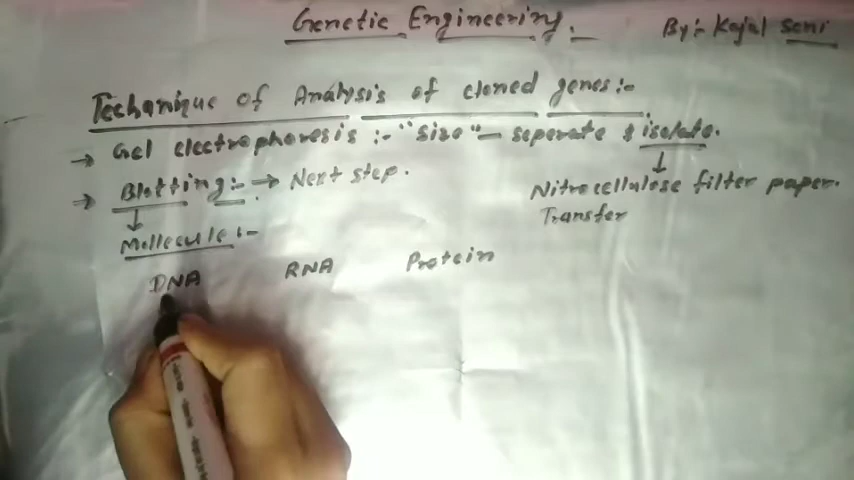 Genetic Engineering.
By:- Kajal Soni
Techanique of Analysis of cloned genes:-
→ Gel electrophoresis :- "Size" — seperate & isolate.
→ Blotting:- → Next step.
Nitrocellulose filter paper.
Transfer
Mollecule:-
DNA RNA Protein